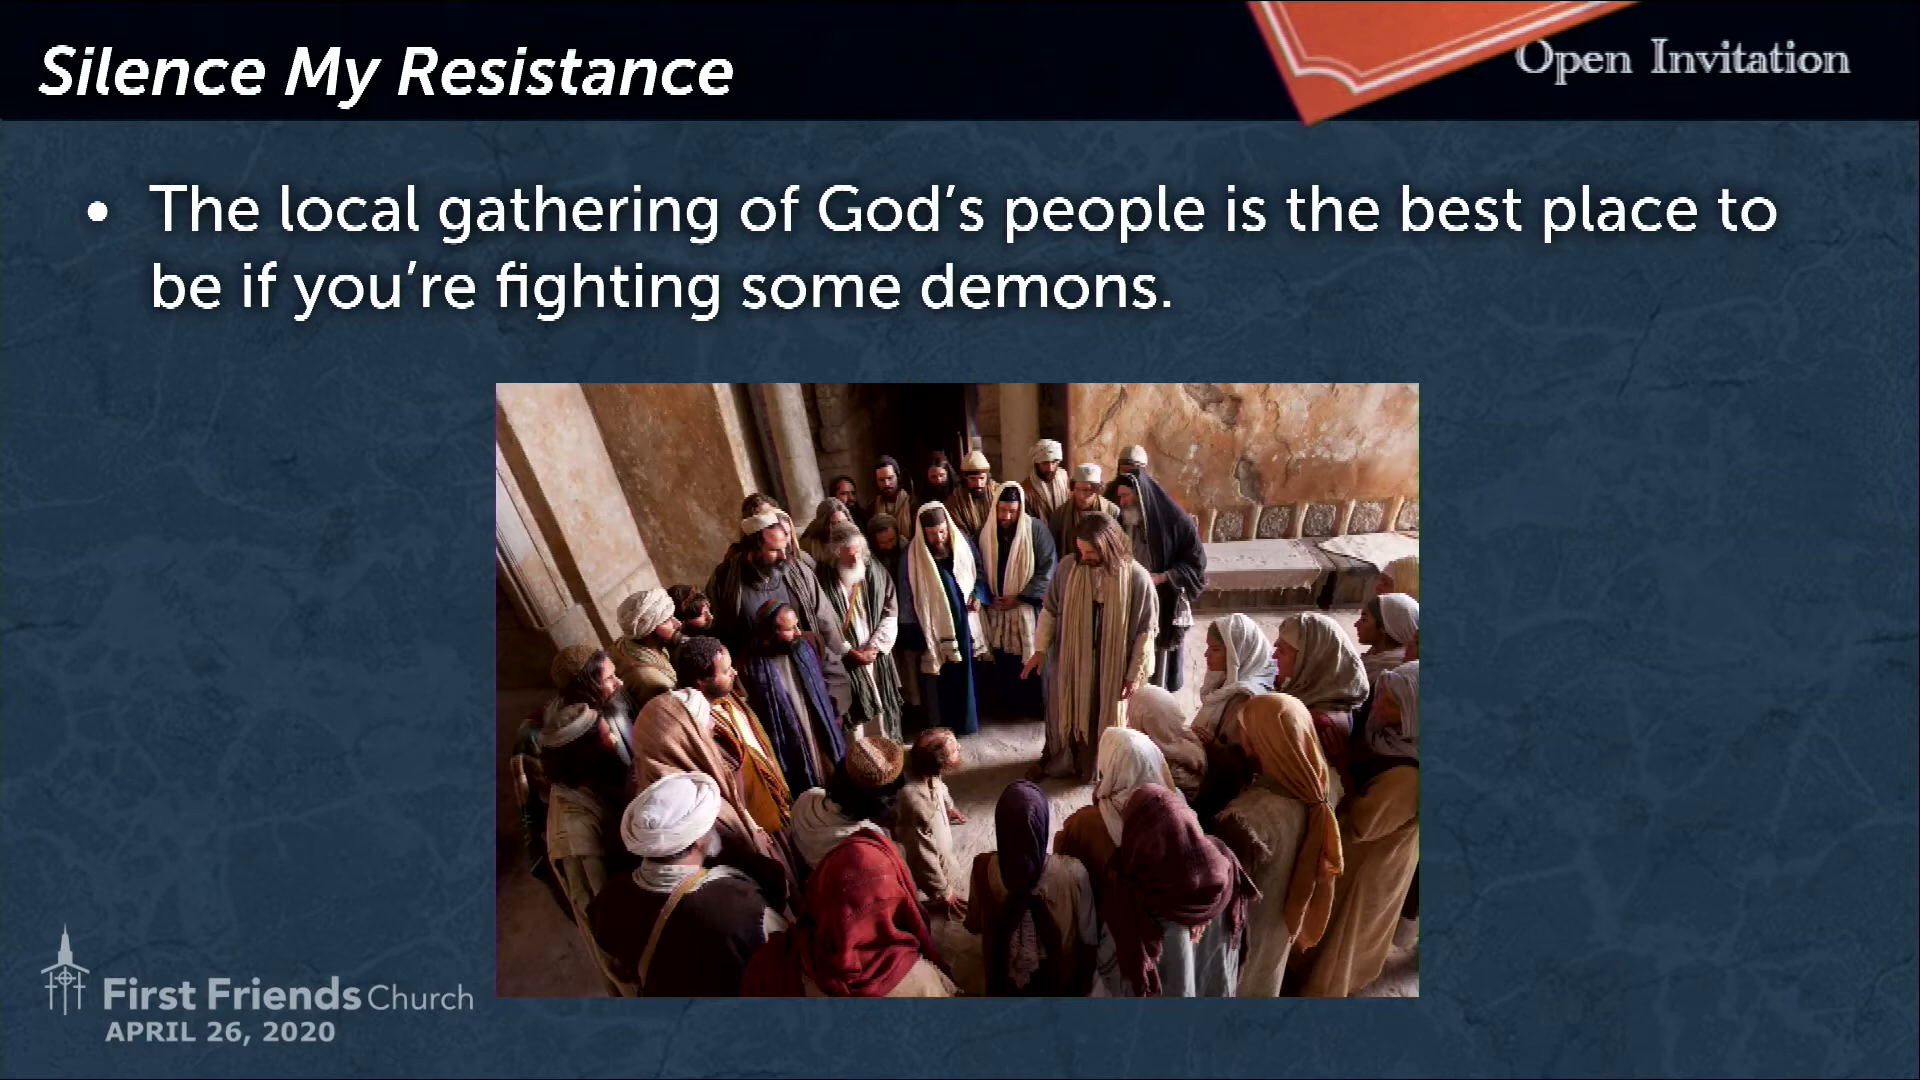 Silence My Resistance
Open Invitation
• The local gathering of God's people is the best place to
be if you're fighting some demons.
First Friends Church
APRIL 26, 2020